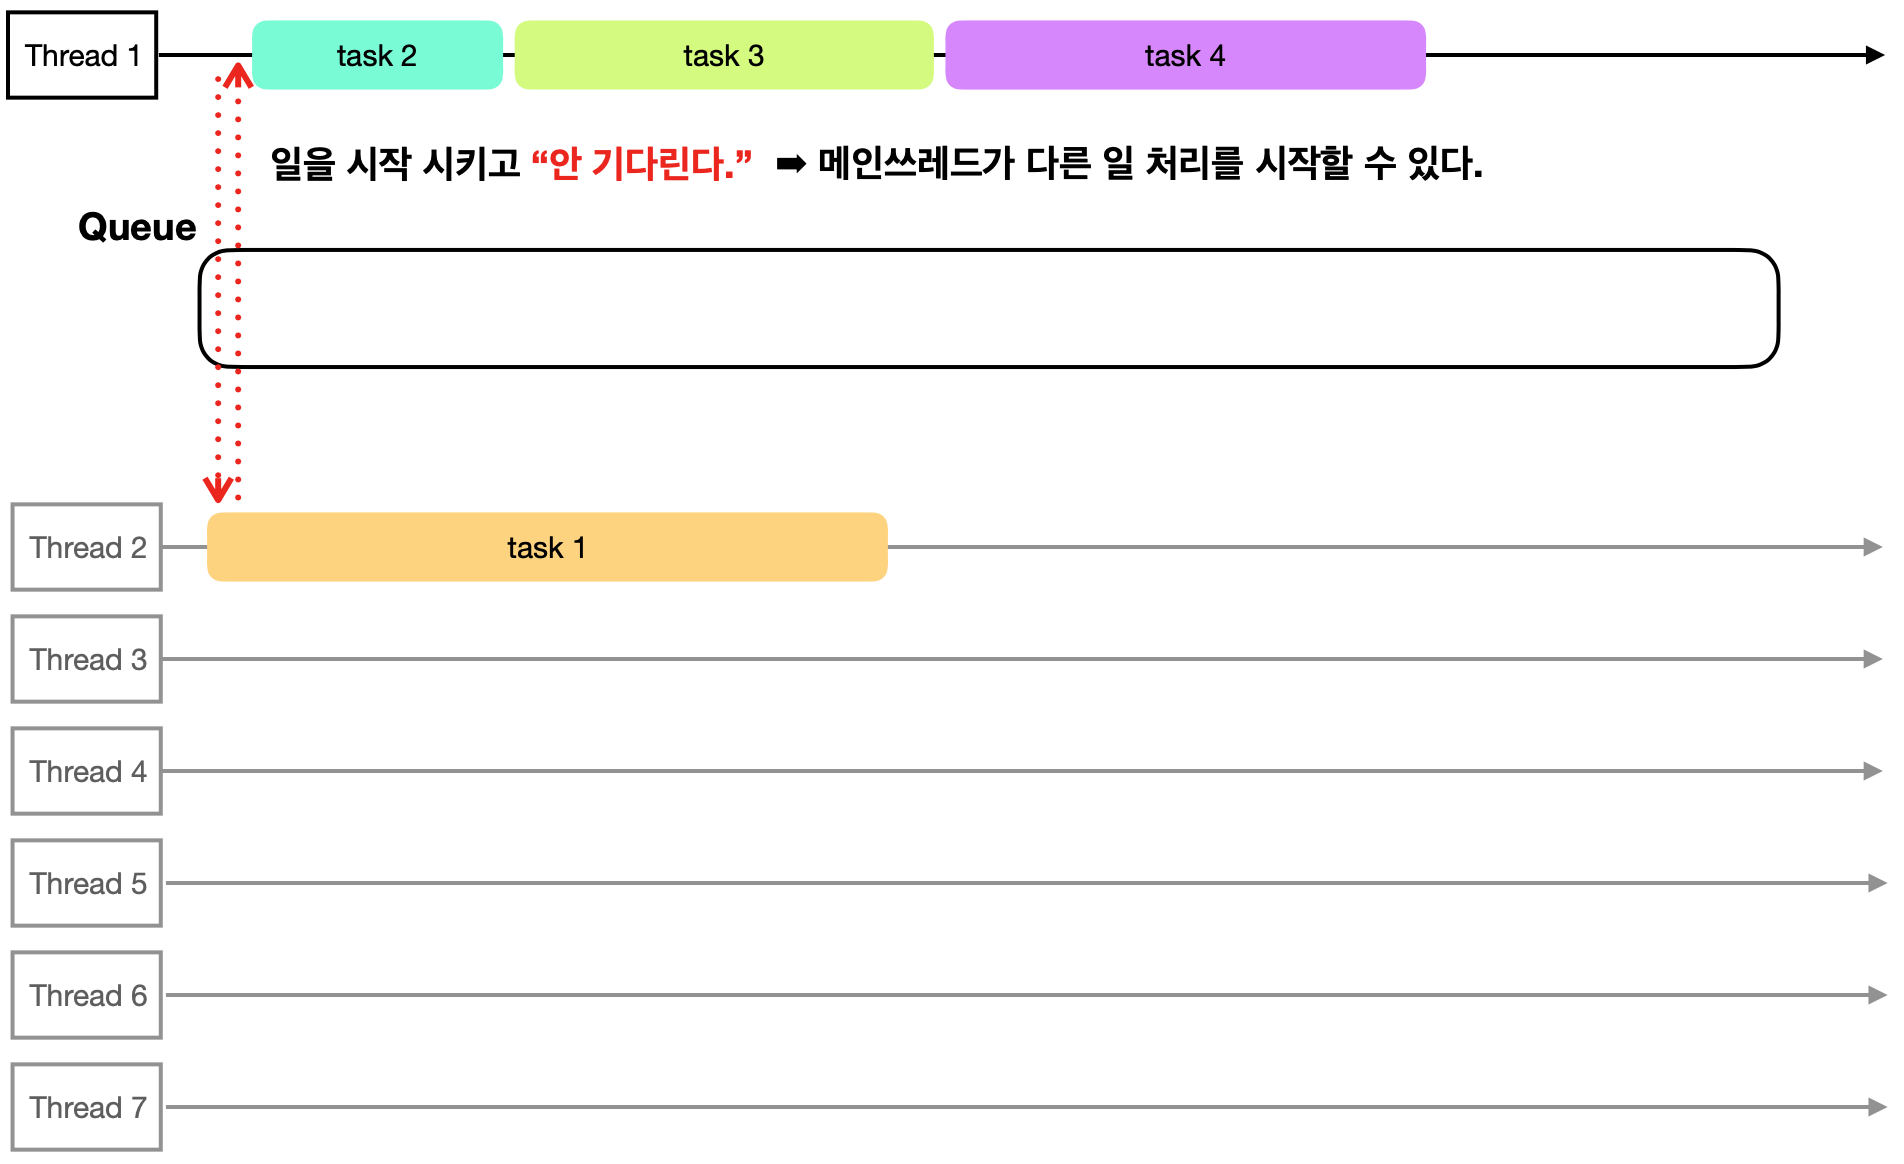 Thread 1
task 2
task 3
task 4
일을 시작 시키고 “안 기다린다.” ➡ 메인쓰레드가 다른 일 처리를 시작할 수 있다.
Queue
Thread 2
task 1
Thread 3
Thread 4
Thread 5
Thread 6
Thread 7